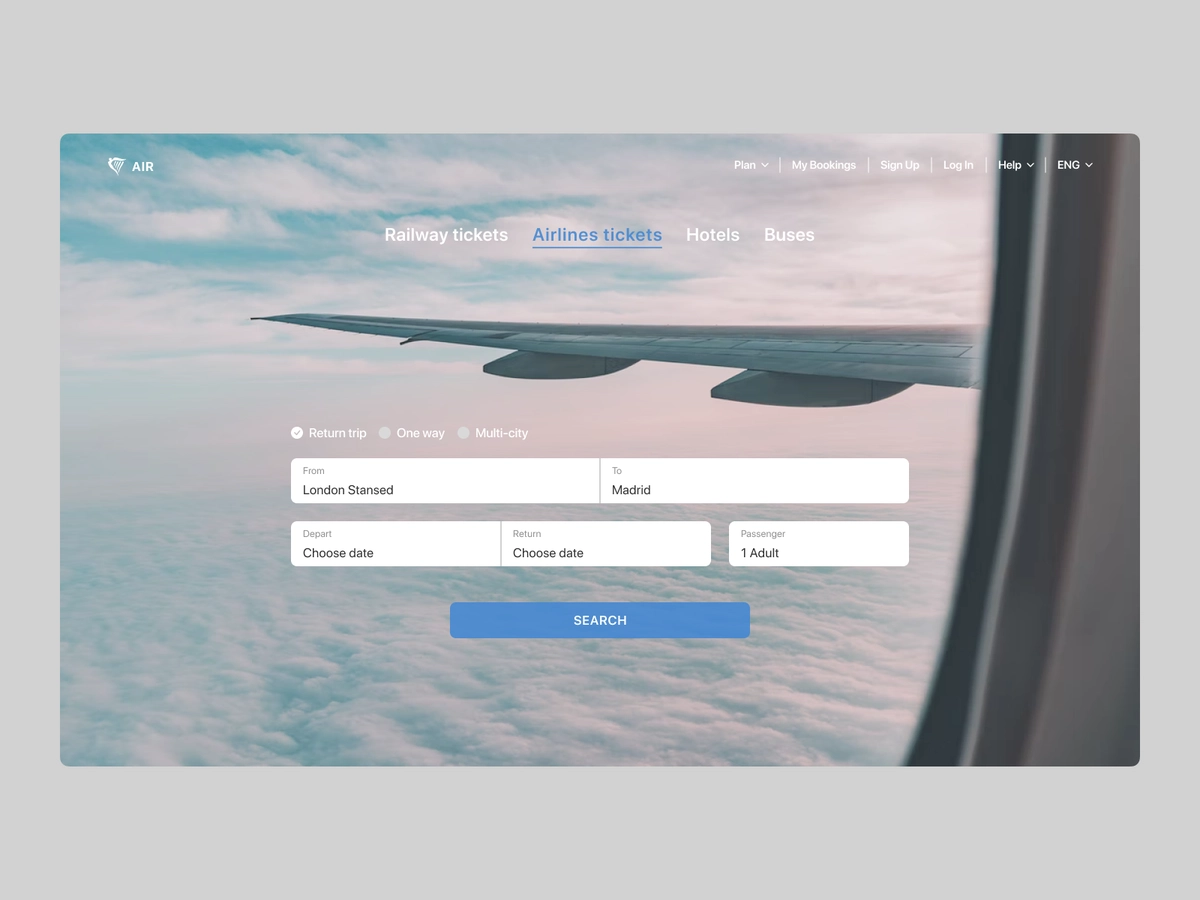 AIR
Plan
My Bookings
Sign Up
Log In
Help
ENG
Railway tickets
Airlines tickets
Hotels
Buses
Return trip
One way
Multi-city
From
To
London Stansed
Madrid
Depart
Return
Passenger
Choose date
Choose date
1 Adult
SEARCH